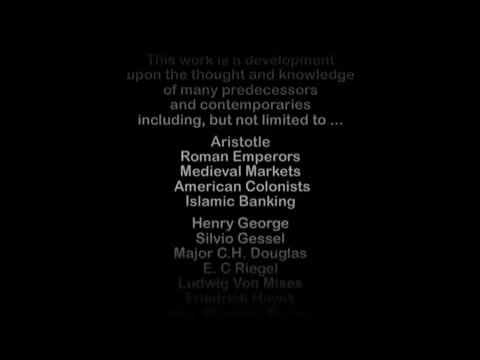 This work is a development
upon the thought and knowledge
of many predecessors
and contemporaries
including, but not limited to ...
Aristotle
Roman Emperors
Medieval Markets
American Colonists
Islamic Banking
Henry George
Silvio Gessel
Major C.H. Douglas
E. C Riegel
Ludwig Von Mises
Friedrich Hayek